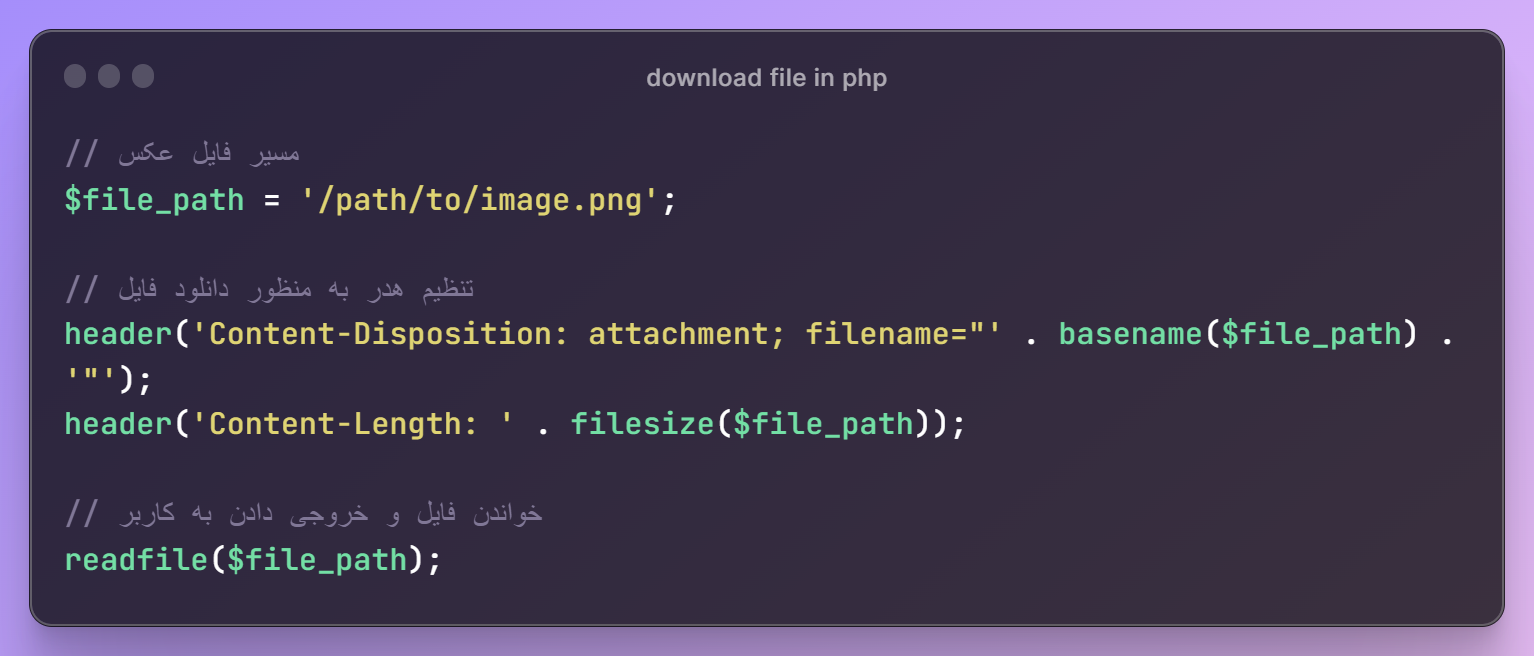 download file in php
// مسیر فایل عکس
$file_path = '/path/to/image.png';
// تنظیم هدر به منظور دانلود فایل
header('Content-Disposition: attachment; filename="' . basename($file_path) .
'"');
header('Content-Length: ' . filesize($file_path));
// خواندن فایل و خروجی دادن به کاربر
readfile($file_path);